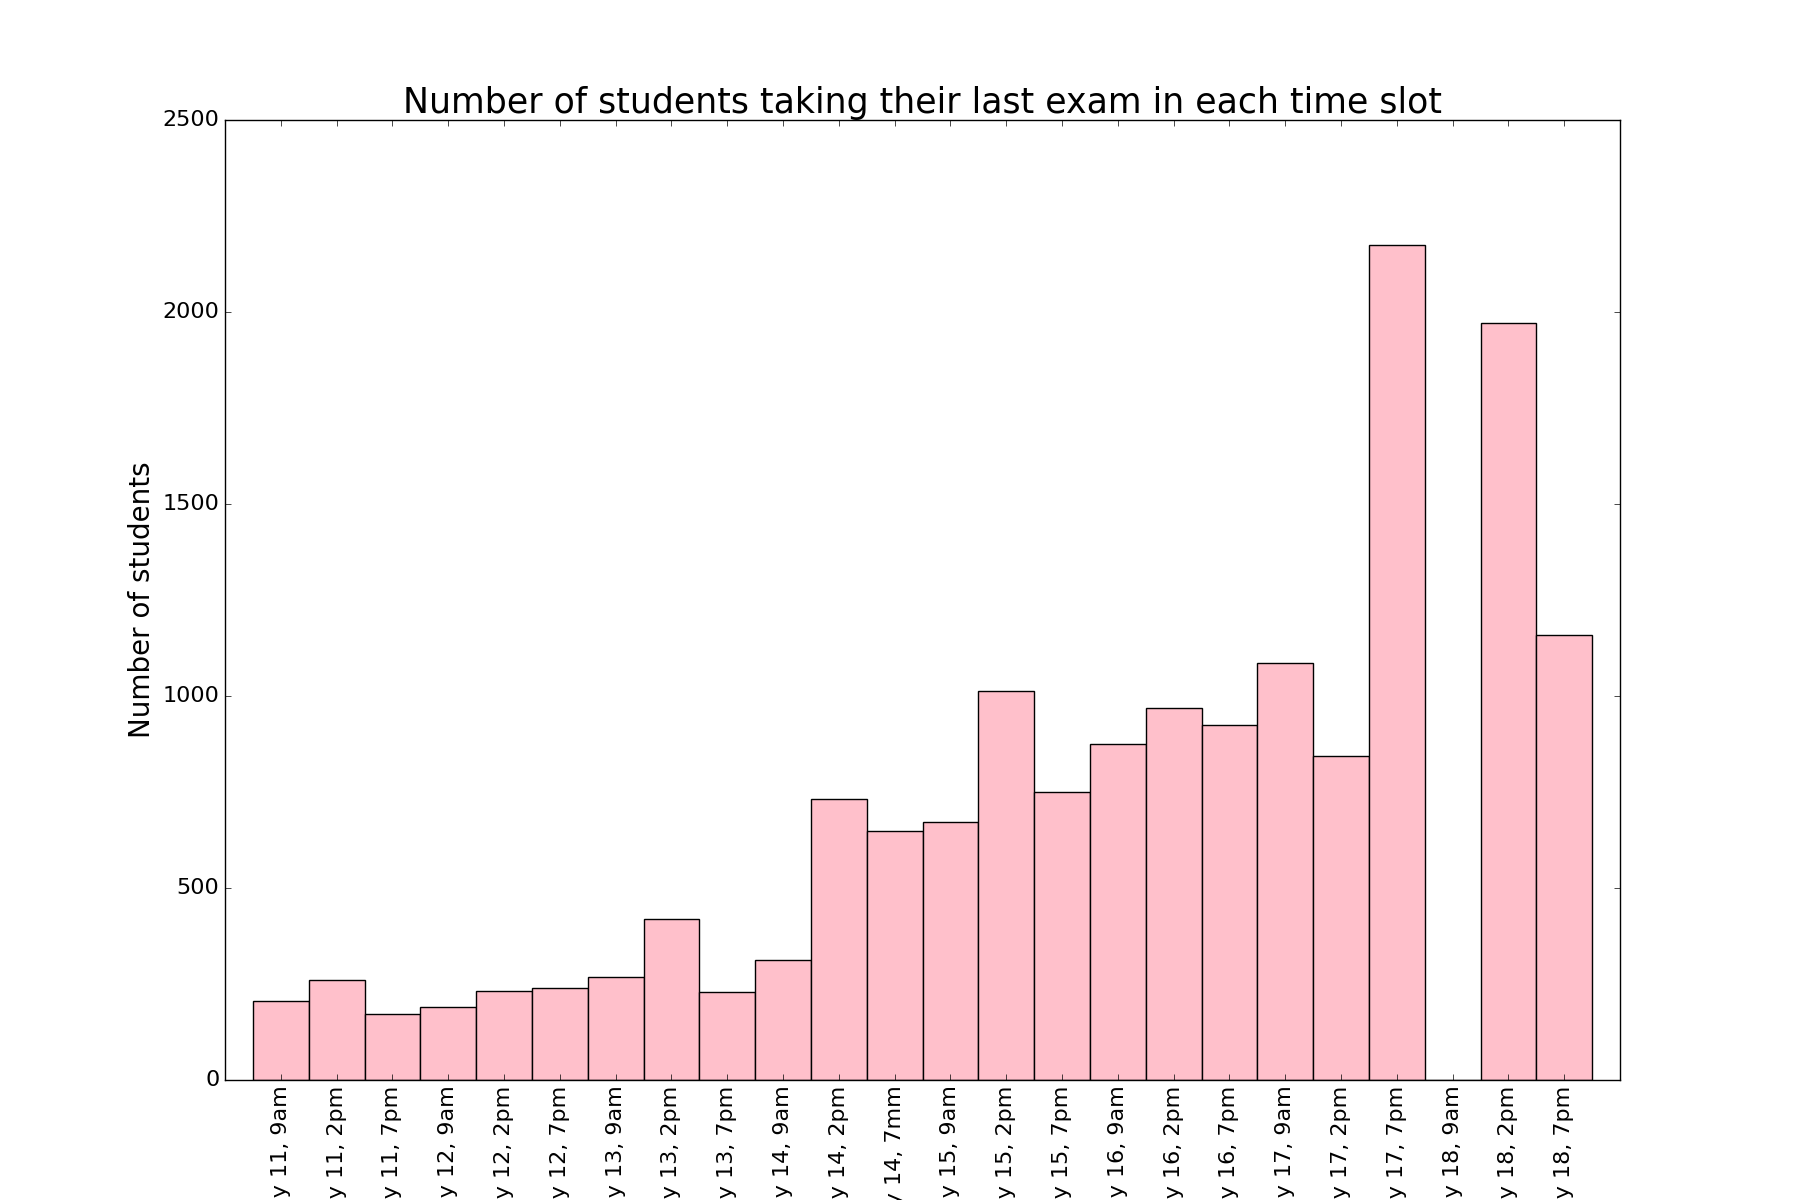 Number of students taking their last exam in each time slot
Number of students
2500
2000
1500
1000
500
0
y 11, 9am
y 11, 2pm
y 11, 7pm
y 12, 9am
y 12, 2pm
y 12, 7pm
y 13, 9am
y 13, 2pm
y 13, 7pm
y 14, 9am
y 14, 2pm
y 14, 7mm
y 15, 9am
y 15, 2pm
y 15, 7pm
y 16, 9am
y 16, 2pm
y 16, 7pm
y 17, 9am
y 17, 2pm
y 17, 7pm
y 18, 9am
y 18, 2pm
y 18, 7pm